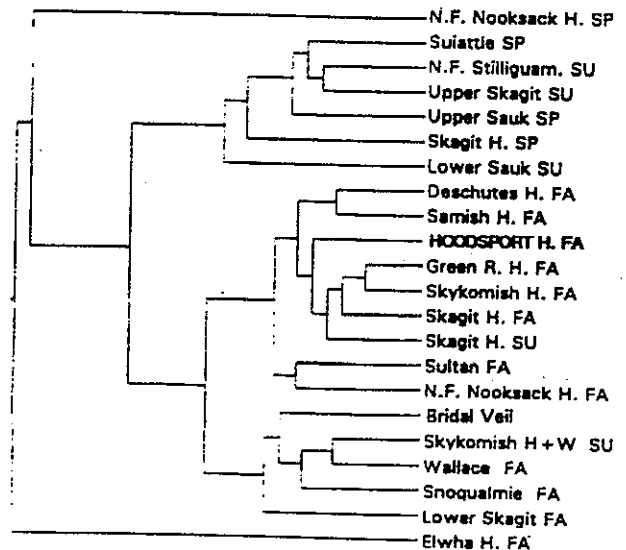 N.F. Nooksack H. SP
Suiattle SP
N.F. Stilliguam. SU
Upper Skagit SU
Upper Sauk SP
Skagit H. SP
Lower Sauk SU
Deschutes H. FA
Samish H. FA
HOODSPORT H. FA
Green R. H. FA
Skykomish H. FA
Skagit H. FA
Skagit H. SU
Sultan FA
N.F. Nooksack H. FA
Bridal Veil
Skykomish H+W SU
Wallace FA
Snoqualmie FA
Lower Skagit FA
Elwha H. FA